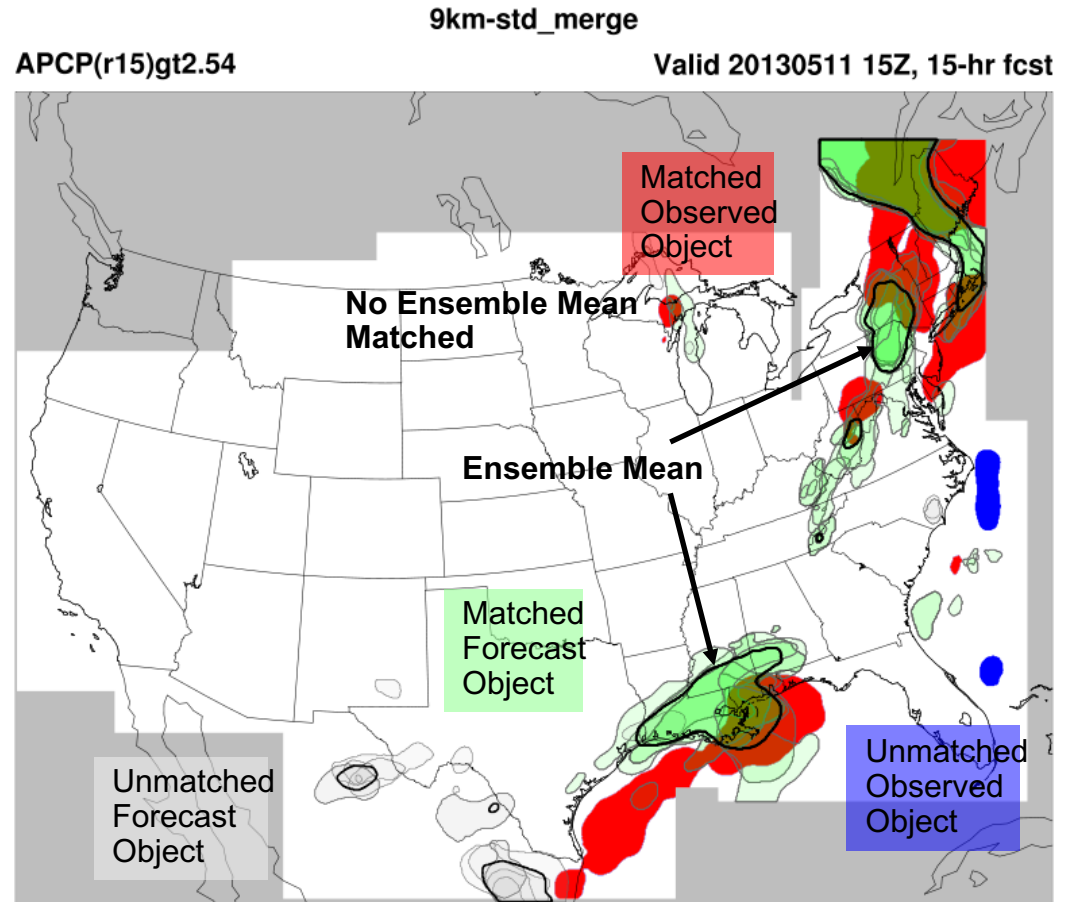 9km-std_merge
APCP(r15)gt2.54
Valid 20130511 15Z, 15-hr fcst
Matched
Observed
Object
No Ensemble Mean
Matched
Ensemble Mean
Matched
Forecast
Object
Unmatched
Observed
Object
Unmatched
Forecast
Object